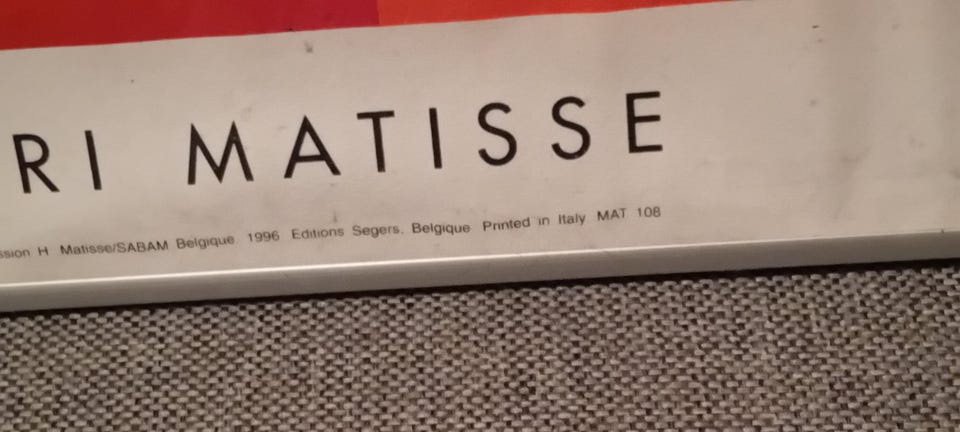 RI MATISSE
ssion H Matisse/SABAM Belgique 1996 Editions Segers, Belgique Printed in Italy MAT 108